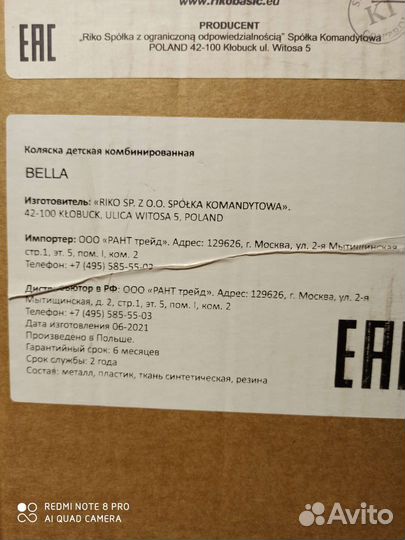 www.rikobasic.eu
PRODUCENT
„Riko Spółka z ograniczoną odpowiedzialnością" Spółka Komandytowa
POLAND 42-100 Kłobuck ul. Witosa 5
EAC
Коляска детская комбинированная
BELLA
Изготовитель: «RIKO SP. Z O.O. SPÓŁKA KOMANDYTOWA».
42-100 KŁOBUCK, ULICA WITOSA 5, POLAND
Импортер: ООО «РАНТ трейд». Адрес: 129626, г. Москва, ул. 2-я Мытищинская
стр.1, эт. 5, пом. I, ком. 2
Телефон: +7 (495) 585-55-03
Дистрибьютор в РФ: ООО «РАНТ трейд». Адрес: 129626, г. Москва, ул. 2-я
Мытищинская, д. 2, стр.1, эт.5, пом. I, ком. 2
Телефон: +7 (495) 585-55-03
Дата изготовления 06-2021
Произведено в Польше.
Гарантийный срок: 6 месяцев
Срок службы: 2 года
Состав: металл, пластик, ткань синтетическая, резина
EAC
REDMI NOTE 8 PRO
AI QUAD CAMERA
Avito